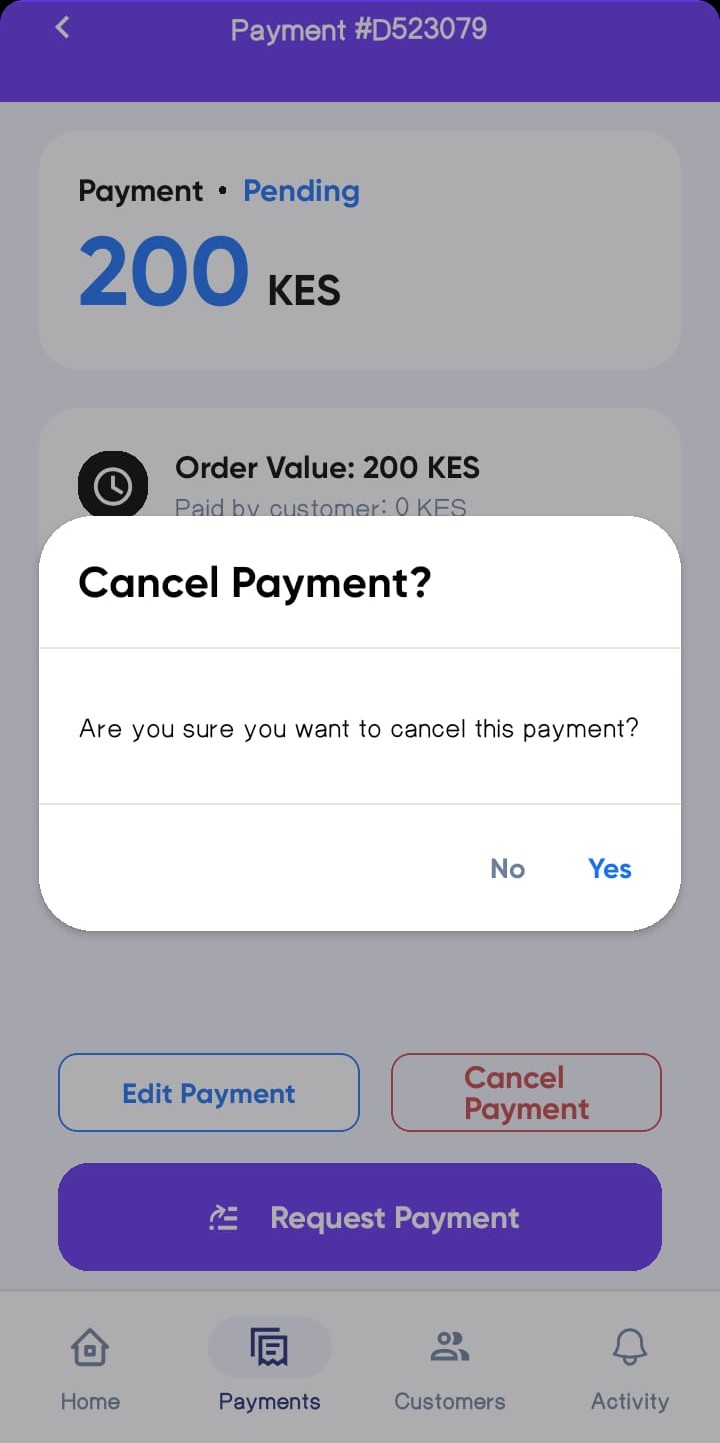 Payment #D523079
Payment • Pending
200 KES
Order Value: 200 KES
Paid by customer: 0 KES
Cancel Payment?
Are you sure you want to cancel this payment?
No Yes
Edit Payment
Cancel
Payment
Request Payment
Home Payments Customers Activity